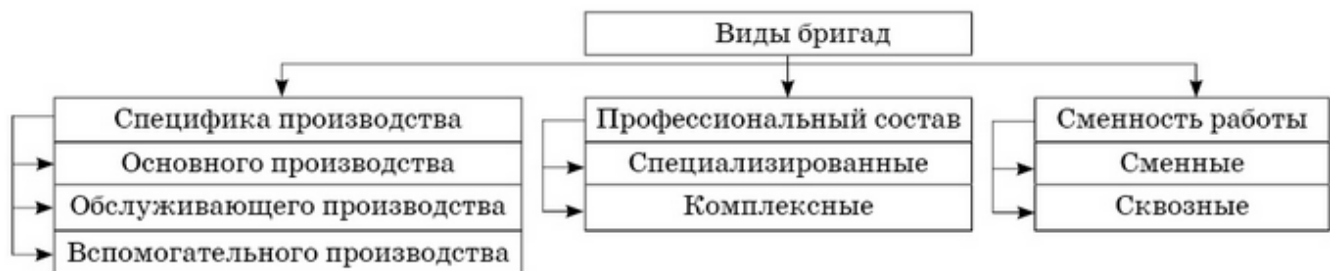 Виды бригад
Специфика производства
Основного производства
Обслуживающего производства
Вспомогательного производства
Профессиональный состав
Специализированные
Комплексные
Сменность работы
Сменные
Сквозные